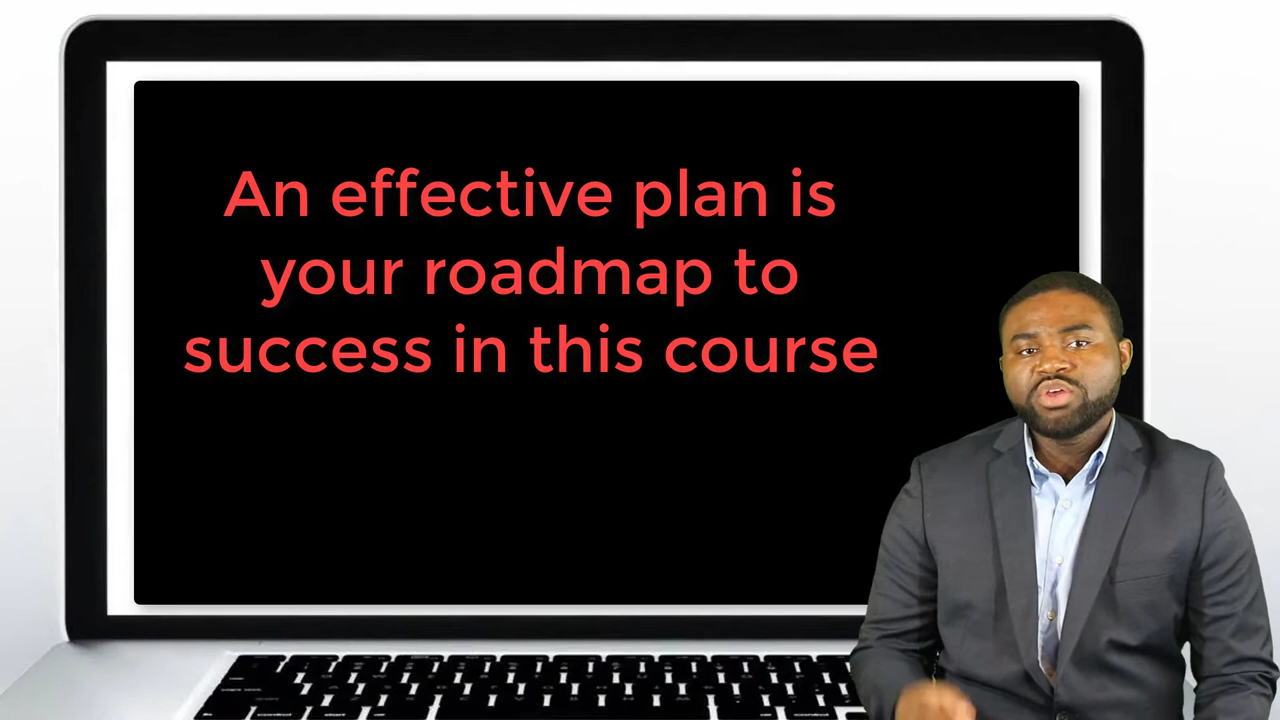 An effective plan is
your roadmap to
success in this course